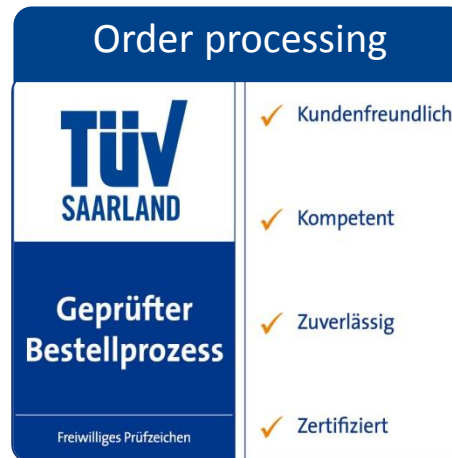 Order processing
TÜV
SAARLAND
Geprüfter
Bestellprozess
Freiwilliges Prüfzeichen
Kundenfreundlich
Kompetent
Zuverlässig
Zertifiziert